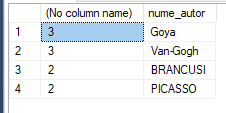 (No column name) nume_autor
1 3 Goya
2 3 Van-Gogh
3 2 BRANCUSI
4 2 PICASSO